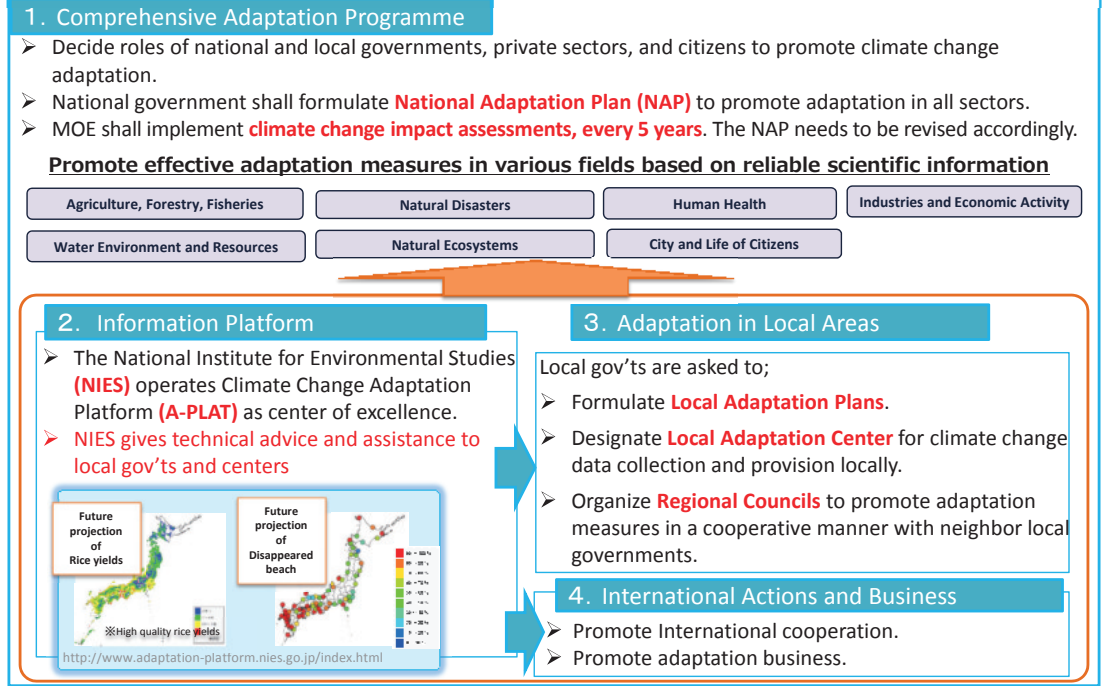 １. Comprehensive Adaptation Programme
➢ Decide roles of national and local governments, private sectors, and citizens to promote climate change
adaptation.
➢ National government shall formulate National Adaptation Plan (NAP) to promote adaptation in all sectors.
➢ MOE shall implement climate change impact assessments, every 5 years. The NAP needs to be revised accordingly.
Promote effective adaptation measures in various fields based on reliable scientific information
Agriculture, Forestry, Fisheries
Natural Disasters
Human Health
Industries and Economic Activity
Water Environment and Resources
Natural Ecosystems
City and Life of Citizens
２. Information Platform
➢ The National Institute for Environmental Studies
(NIES) operates Climate Change Adaptation
Platform (A-PLAT) as center of excellence.
➢ NIES gives technical advice and assistance to
local gov’ts and centers
Future
projection
of
Rice yields
※High quality rice yields
Future
projection
of
Disappeared
beach
http://www.adaptation-platform.nies.go.jp/index.html
３. Adaptation in Local Areas
Local gov’ts are asked to;
➢ Formulate Local Adaptation Plans.
➢ Designate Local Adaptation Center for climate change
data collection and provision locally.
➢ Organize Regional Councils to promote adaptation
measures in a cooperative manner with neighbor local
governments.
４. International Actions and Business
➢ Promote International cooperation.
➢ Promote adaptation business.